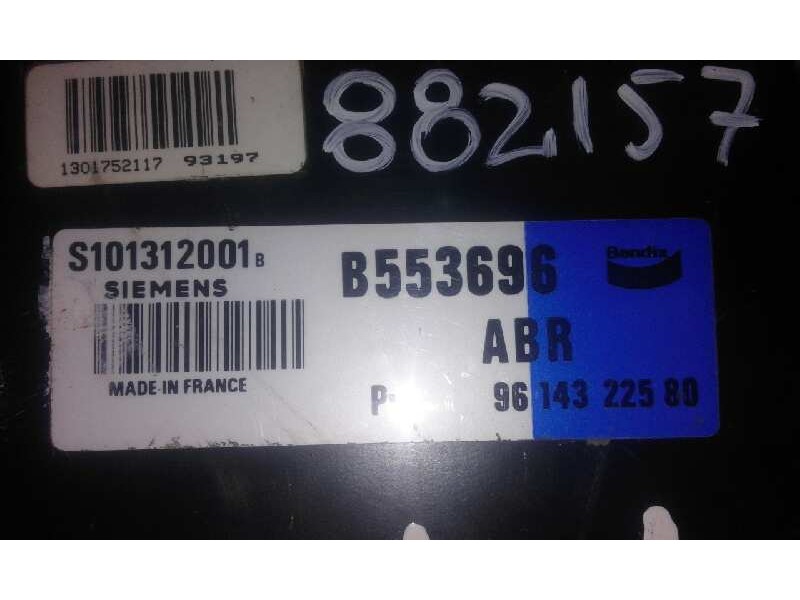 882157
1301752117 93197
S101312001 B
SIEMENS
B553696
Bendix
ABR
MADE IN FRANCE
P· 96 143 225 80